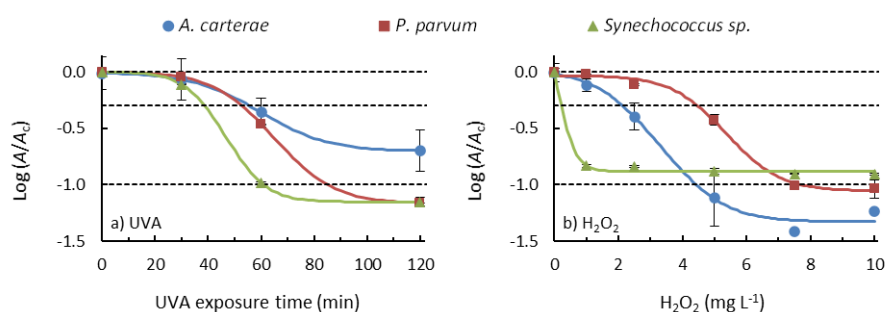 A. carterae P. parvum Synechococcus sp.
0.0 0.0
-0.5 -0.5
-1.0 -1.0
-1.5 -1.5
Log (A/A_C) Log (A/A_C)
a) UVA b) H₂O₂
0 20 40 60 80 100 120 0 2 4 6 8 10
UVA exposure time (min) H₂O₂ (mg L⁻¹)